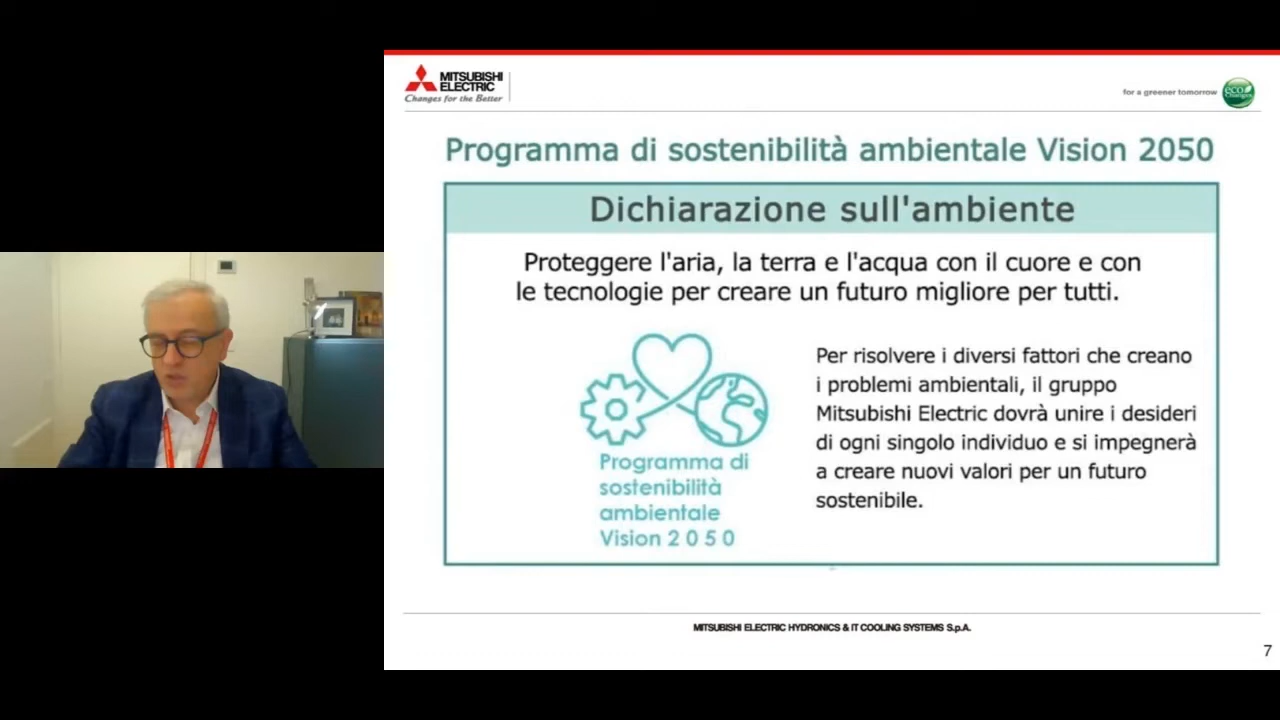 MITSUBISHI
ELECTRIC
Changes for the Better
for a greener tomorrow
eco
changes
Programma di sostenibilità ambientale Vision 2050
Dichiarazione sull'ambiente
Proteggere l'aria, la terra e l'acqua con il cuore e con
le tecnologie per creare un futuro migliore per tutti.
Programma di
sostenibilità
ambientale
Vision 2 0 5 0
Per risolvere i diversi fattori che creano
i problemi ambientali, il gruppo
Mitsubishi Electric dovrà unire i desideri
di ogni singolo individuo e si impegnerà
a creare nuovi valori per un futuro
sostenibile.
MITSUBISHI ELECTRIC HYDRONICS & IT COOLING SYSTEMS S.p.A.
7